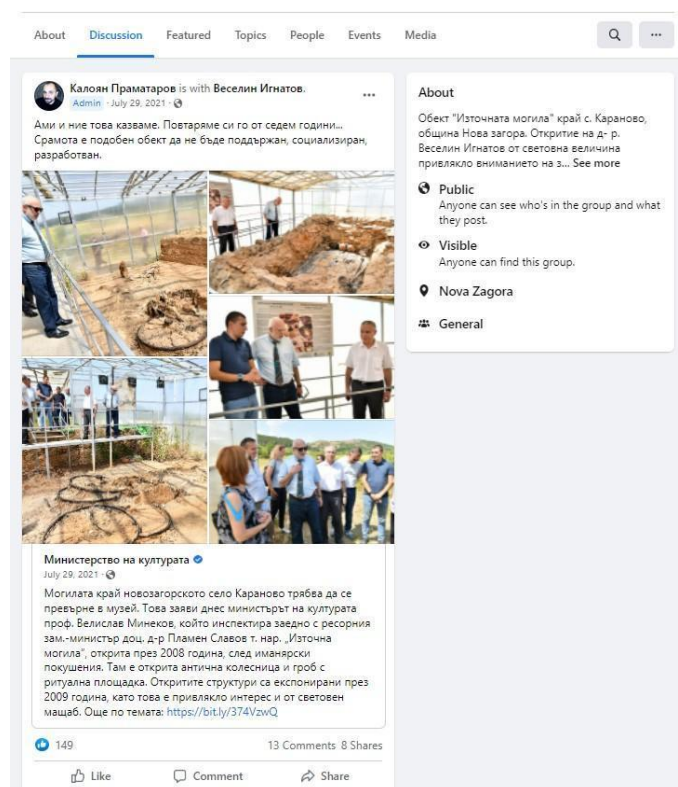 About Discussion Featured Topics People Events Media
Калоян Праматаров is with Веселин Игнатов.
Admin · July 29, 2021 ·
Ами и ние това казваме. Повтаряме си го от седем години...
Срамота е подобен обект да не бъде поддържан, социализиран,
разработван.
Министерство на културата
July 29, 2021 ·
Могилата край новозагорското село Караново трябва да се
превърне в музей. Това заяви днес министърът на културата
проф. Велислав Минеков, който инспектира заедно с ресорния
зам.-министър доц. д-р Пламен Славов т. нар. „Източна
могила", открита през 2008 година, след иманярски
покушения. Там е открита антична колесница и гроб с
ритуална площадка. Откритите структури са експонирани през
2009 година, като това е привлякло интерес и от световен
мащаб. Още по темата: https://bit.ly/374VzwQ
149 13 Comments 8 Shares
Like Comment Share
About
Обект "Източната могила" край с. Караново,
община Нова загора. Откритие на д- р.
Веселин Игнатов от световна величина
привлякло вниманието на з... See more
Public
Anyone can see who's in the group and what
they post.
Visible
Anyone can find this group.
Nova Zagora
General